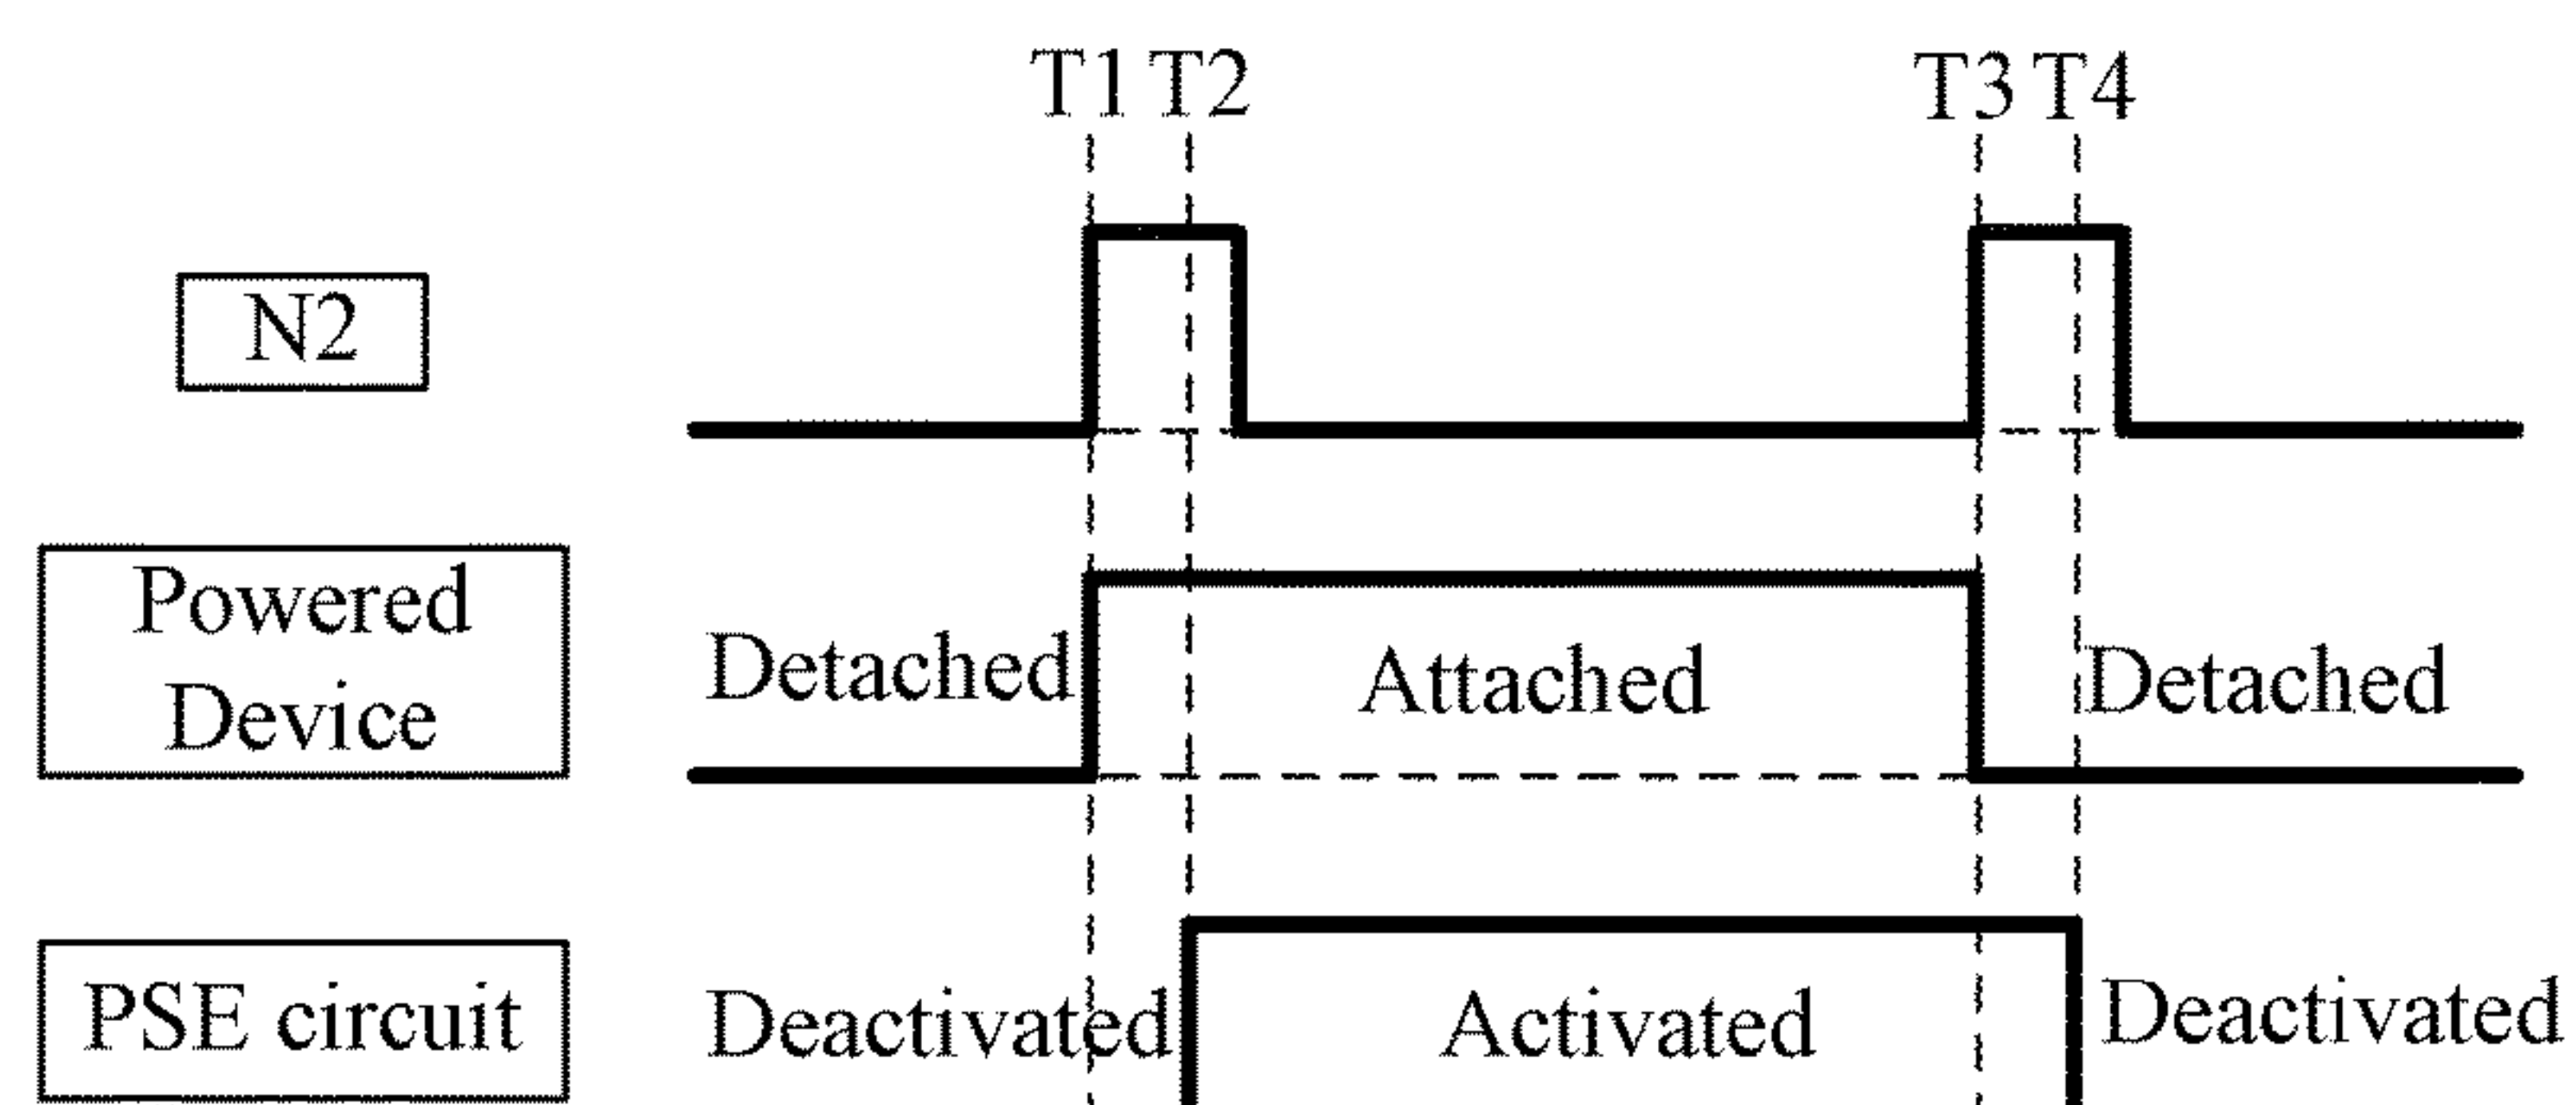 T1 T2 T3 T4
N2
Powered
Device
Detached Attached Detached
PSE circuit
Deactivated Activated Deactivated